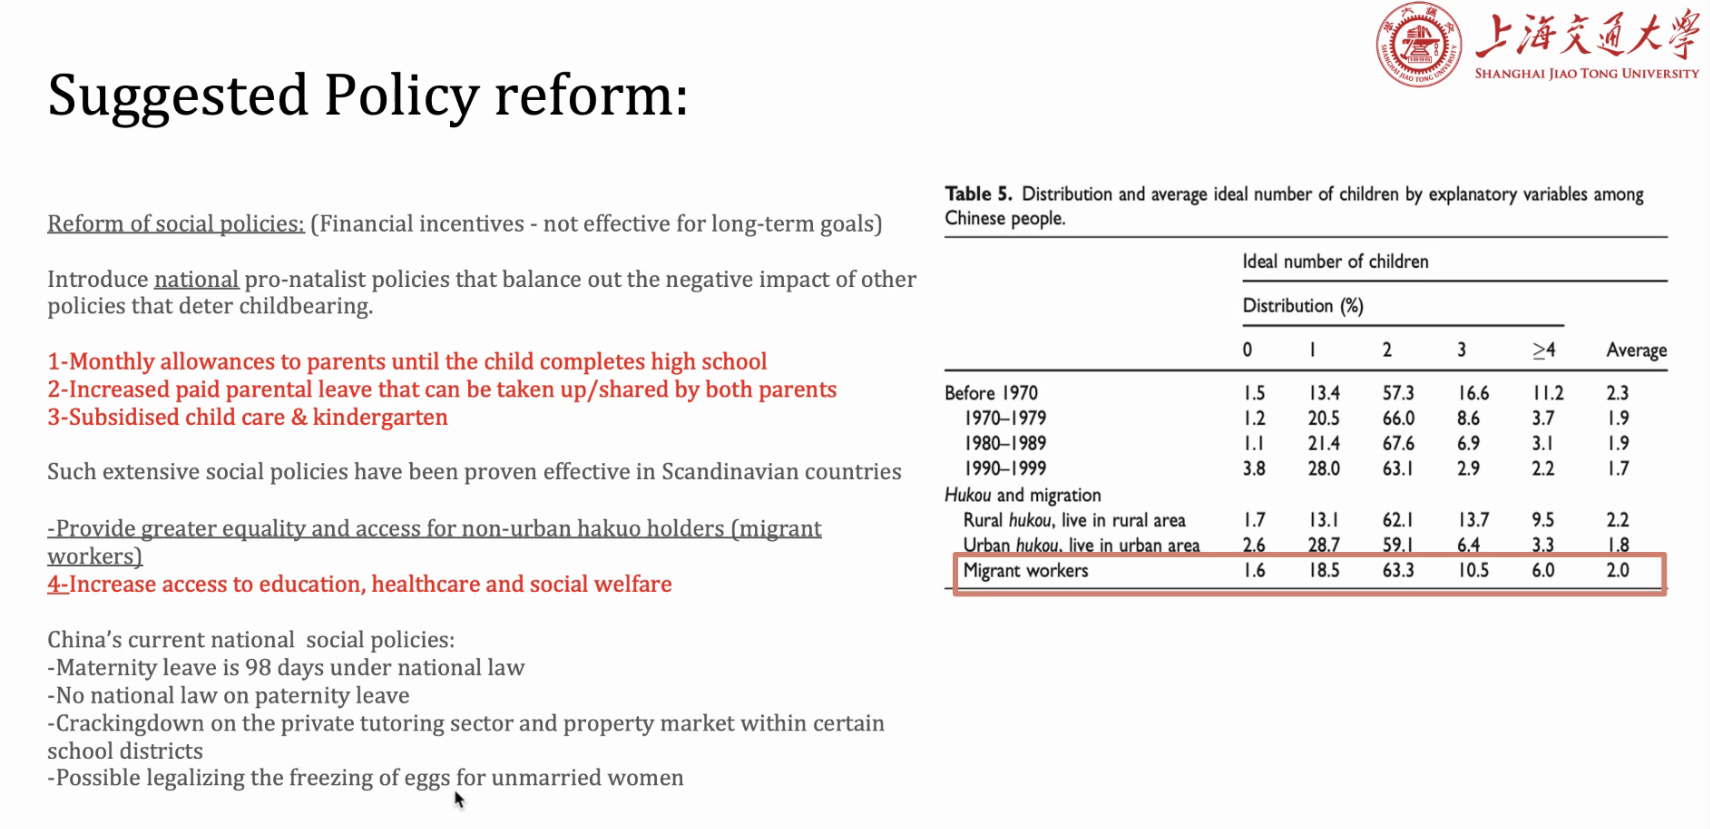 上海交通大學
SHANGHAI JIAO TONG UNIVERSITY
Suggested Policy reform:
Reform of social policies: (Financial incentives - not effective for long-term goals)
Introduce national pro-natalist policies that balance out the negative impact of other
policies that deter childbearing.
1-Monthly allowances to parents until the child completes high school
2-Increased paid parental leave that can be taken up/shared by both parents
3-Subsidised child care & kindergarten
Such extensive social policies have been proven effective in Scandinavian countries
-Provide greater equality and access for non-urban hakuo holders (migrant
workers)
4-Increase access to education, healthcare and social welfare
China’s current national  social policies:
-Maternity leave is 98 days under national law
-No national law on paternity leave
-Crackingdown on the private tutoring sector and property market within certain
school districts
-Possible legalizing the freezing of eggs for unmarried women
Table 5. Distribution and average ideal number of children by explanatory variables among
Chinese people.
Ideal number of children
Distribution (%)
0 1 2 3 ≥4 Average
Before 1970 1.5 13.4 57.3 16.6 11.2 2.3
1970–1979 1.2 20.5 66.0 8.6 3.7 1.9
1980–1989 1.1 21.4 67.6 6.9 3.1 1.9
1990–1999 3.8 28.0 63.1 2.9 2.2 1.7
Hukou and migration
Rural hukou, live in rural area 1.7 13.1 62.1 13.7 9.5 2.2
Urban hukou, live in urban area 2.6 28.7 59.1 6.4 3.3 1.8
Migrant workers 1.6 18.5 63.3 10.5 6.0 2.0